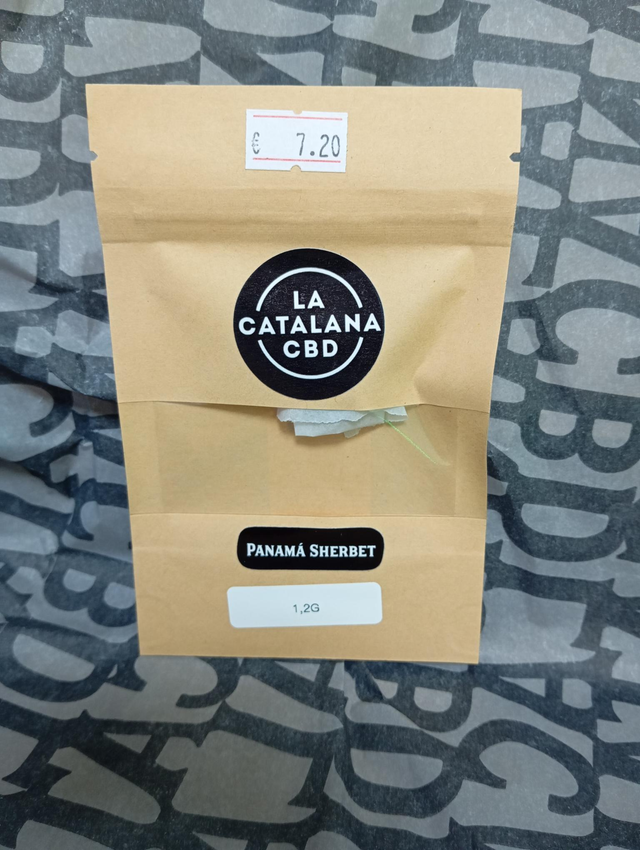 € 7.20
LA
CATALANA
CBD
PANAMÁ SHERBET
1,2G